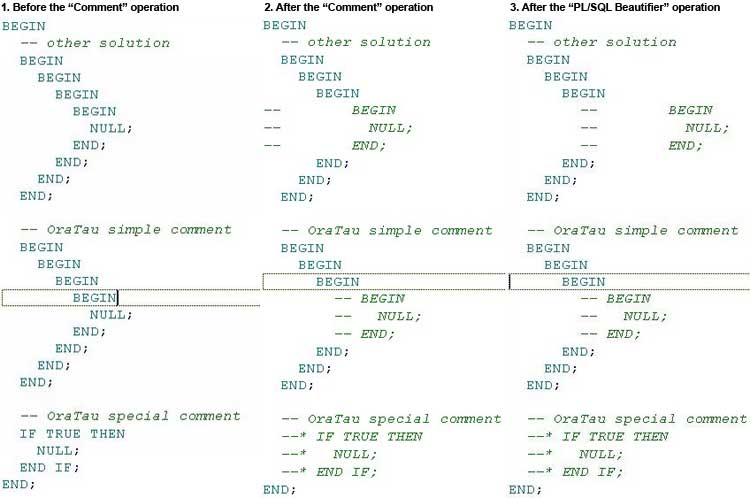 1. Before the “Comment” operation
BEGIN
-- other solution
BEGIN
BEGIN
BEGIN
BEGIN
NULL;
END;
END;
END;
END;
-- OraTau simple comment
BEGIN
BEGIN
BEGIN
BEGIN
NULL;
END;
END;
END;
END;
-- OraTau special comment
IF TRUE THEN
NULL;
END IF;
END;
2. After the “Comment” operation
BEGIN
-- other solution
BEGIN
BEGIN
BEGIN
-- BEGIN
-- NULL;
-- END;
END;
END;
END;
-- OraTau simple comment
BEGIN
BEGIN
BEGIN
-- BEGIN
-- NULL;
-- END;
END;
END;
END;
-- OraTau special comment
--* IF TRUE THEN
--* NULL;
--* END IF;
END;
3. After the “PL/SQL Beautifier” operation
BEGIN
-- other solution
BEGIN
BEGIN
BEGIN
-- BEGIN
-- NULL;
-- END;
END;
END;
END;
-- OraTau simple comment
BEGIN
BEGIN
BEGIN
-- BEGIN
-- NULL;
-- END;
END;
END;
END;
-- OraTau special comment
--* IF TRUE THEN
--* NULL;
--* END IF;
END;